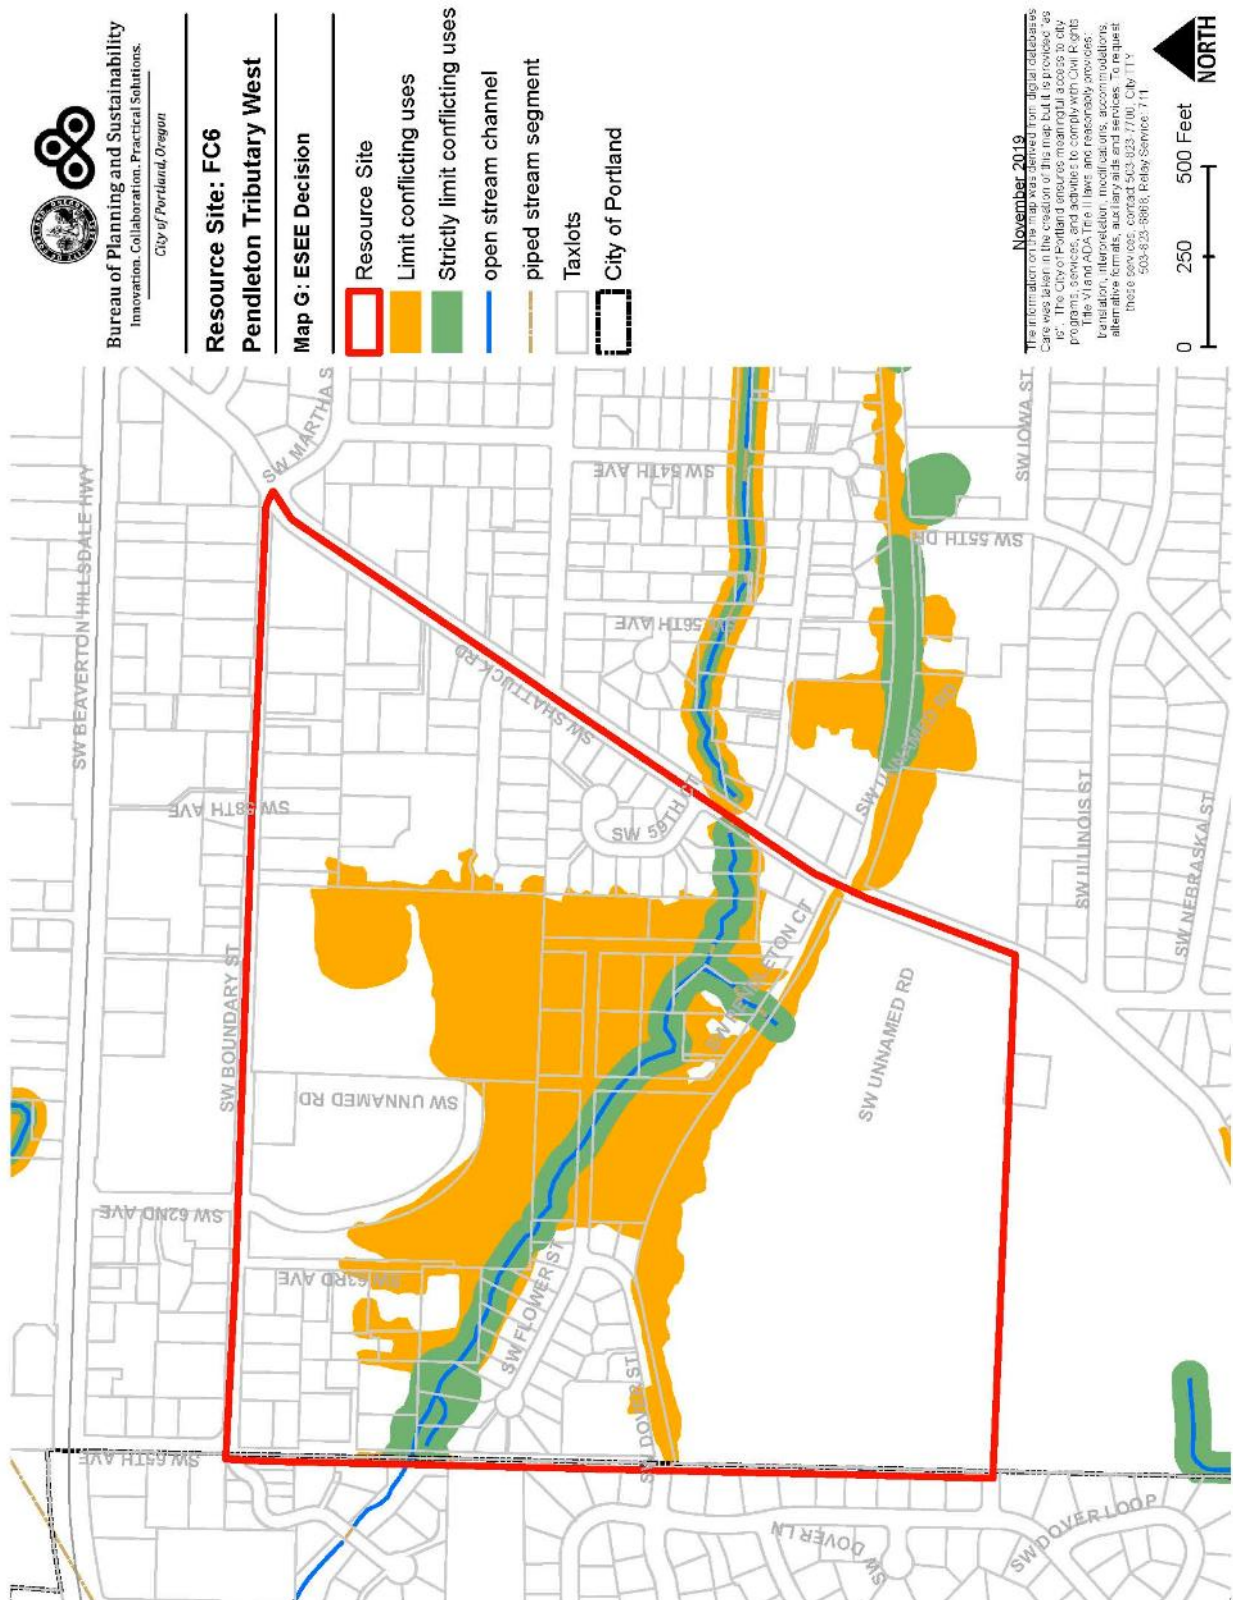 Bureau of Planning and Sustainability
Innovation. Collaboration. Practical Solutions.
City of Portland, Oregon
Resource Site: FC6
Pendleton Tributary West
Map G: ESEE Decision
Resource Site
Limit conflicting uses
Strictly limit conflicting uses
open stream channel
piped stream segment
Taxlots
City of Portland
November 2019
The information on the map was derived from digital databases
Care was taken in the creation of this map but it is provided "as
is". The City of Portland ensures meaningful access to city
programs, services, and activities to comply with Civil Rights
Title VI and ADA Title II laws and reasonably provides:
translation, interpretation, modifications, accommodations,
alternative formats, auxiliary aids and services. To request
these services, contact 503-823-7700, City TTY
503-823-6868, Relay Service: 711
0 250 500 Feet
NORTH
SW BEAVERTON HILLSDALE HWY
SW MARTHA S
SW 58TH AVE
SW BOUNDARY ST
SW SHATTUCK RD
SW 54TH AVE
SW 56TH AVE
SW 59TH CT
SW 55TH DR
SW IOWA ST
SW UNNAMED RD
SW ILLINOIS ST
SW NEBRASKA ST
SW PENDLETON CT
SW UNNAMED RD
SW UNNAMED RD
SW 62ND AVE
SW 63RD AVE
SW FLOWER ST
SW DOVER ST
SW 65TH AVE
SW DOVER LN
SW DOVER LOOP